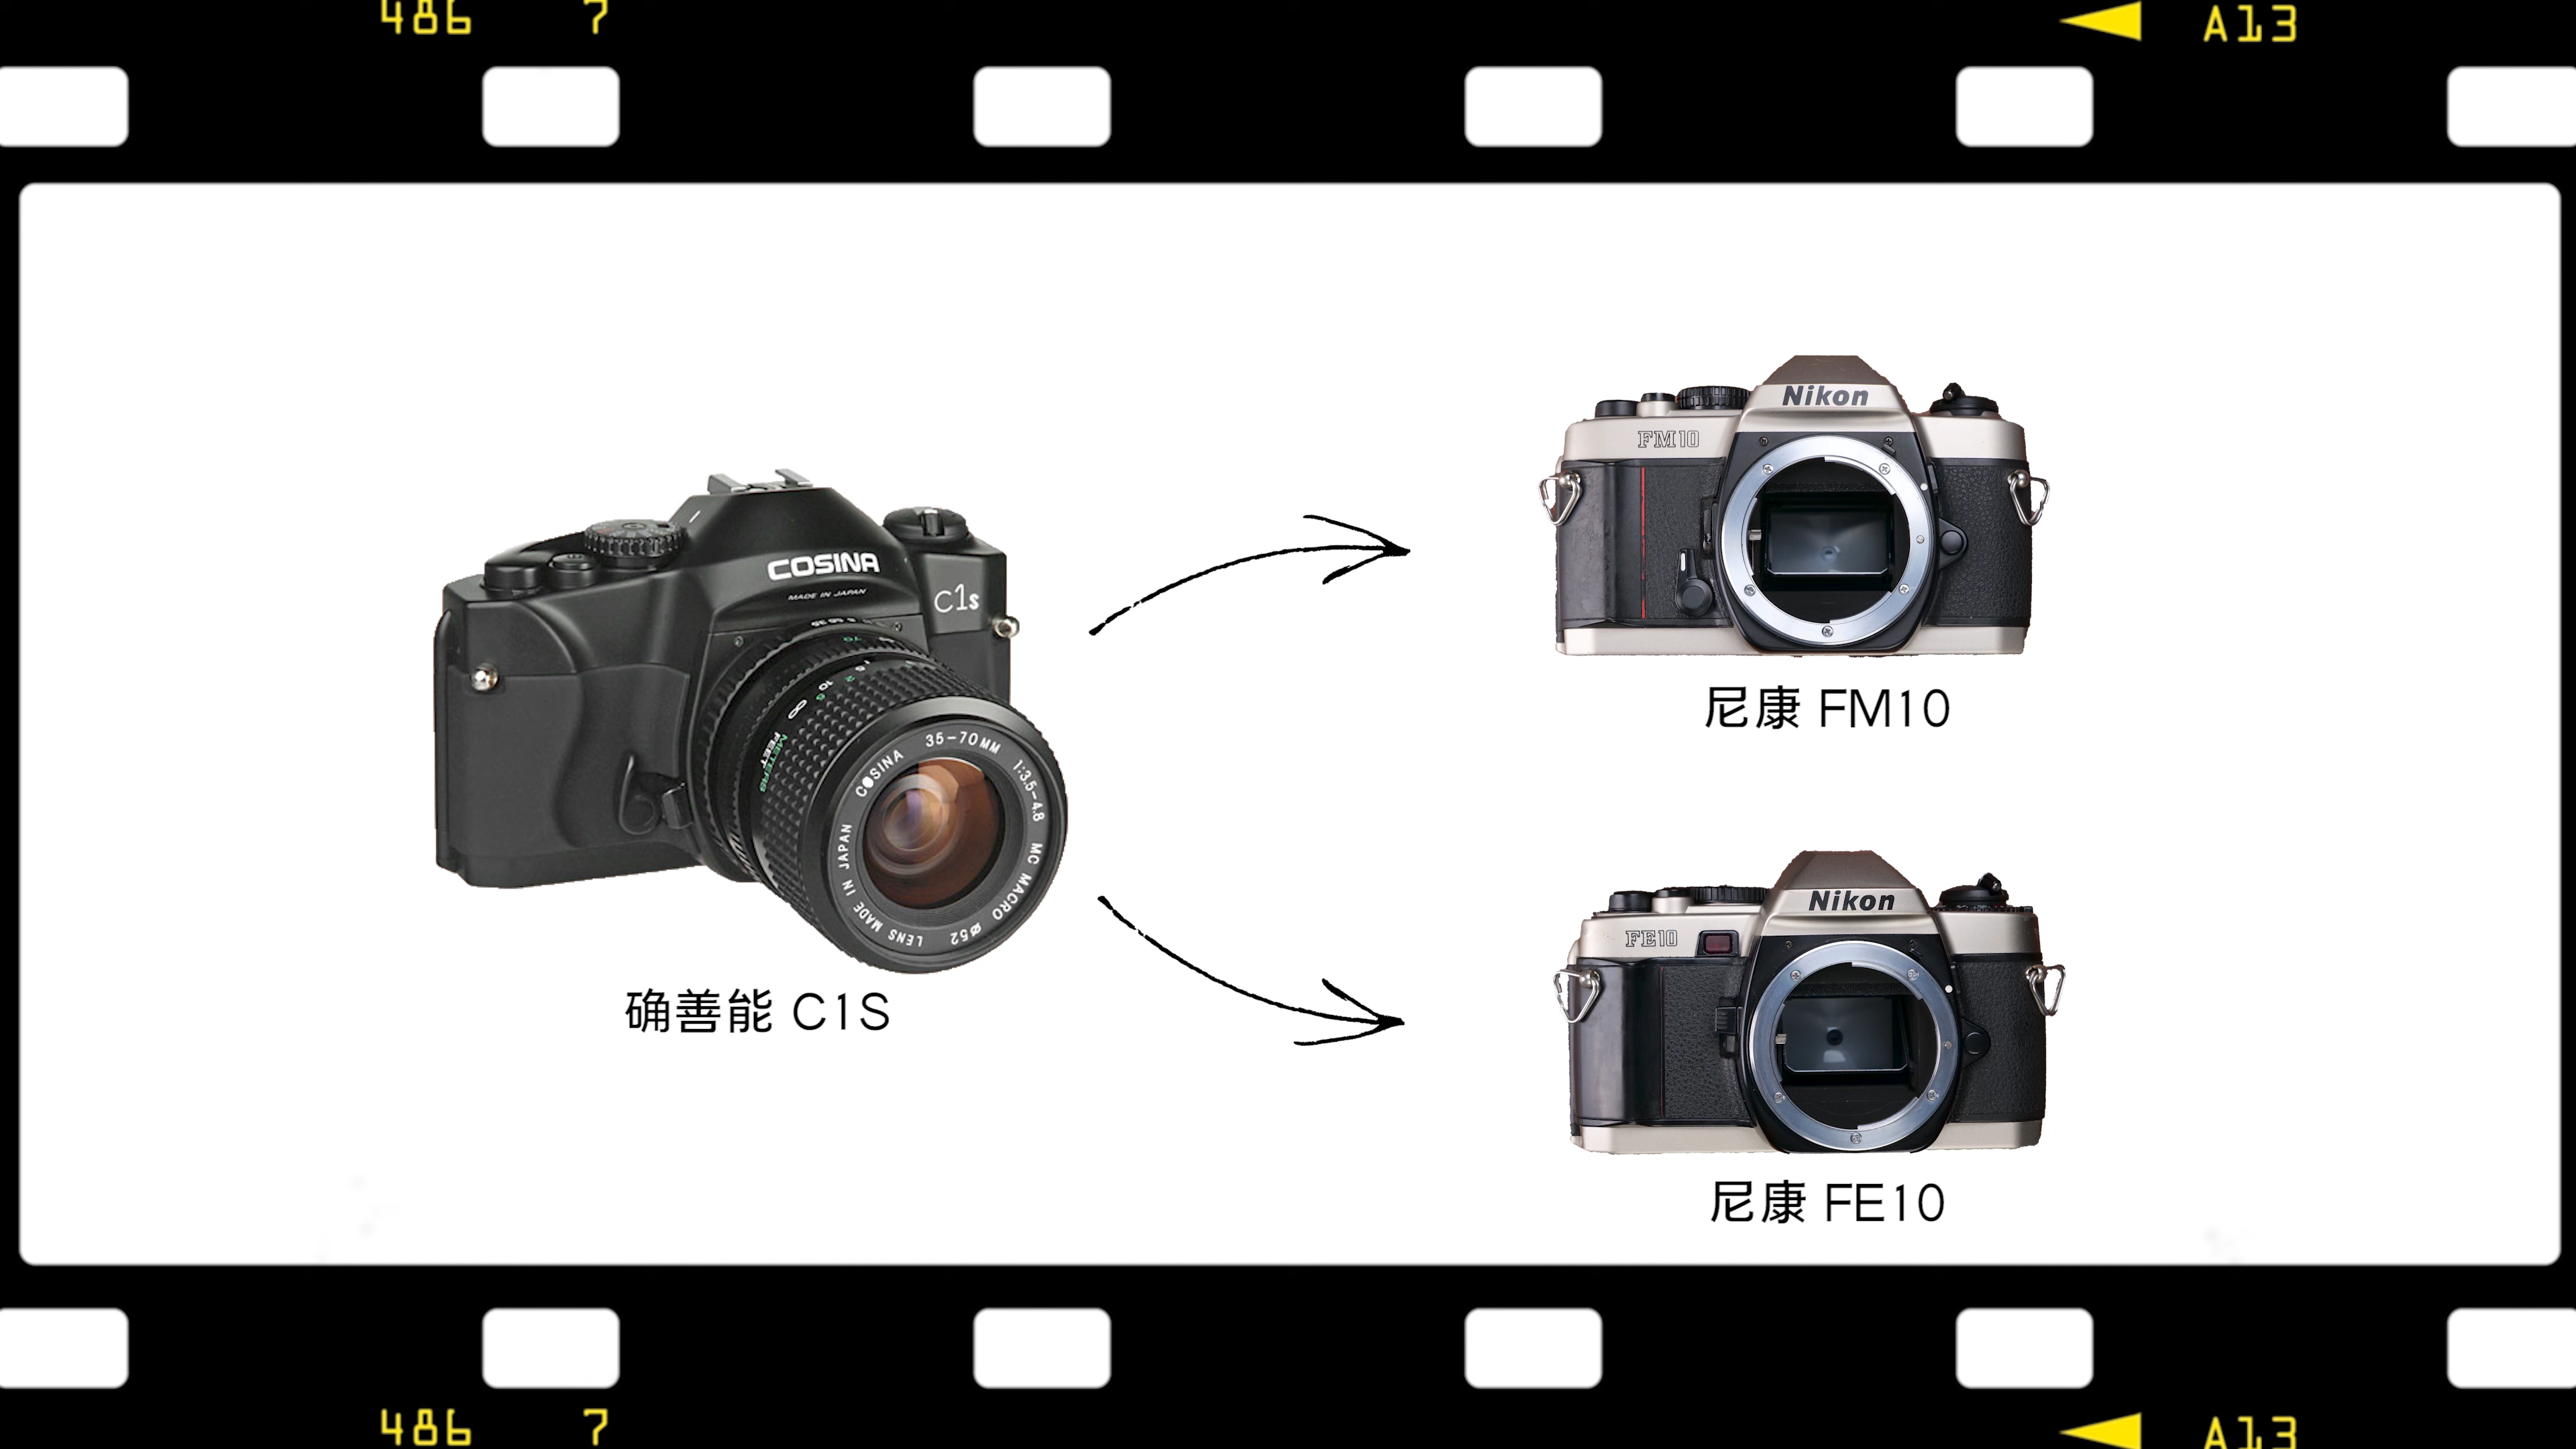 486 7 A13
COSINA
MADE IN JAPAN
C1s
METERS
FEET
COSINA 35-70MM 1:3.5-4.8 MC MACRO ø52 LENS MADE IN JAPAN
确善能 C1S
Nikon
FM10
尼康 FM10
Nikon
FE10
尼康 FE10
486 7 A13